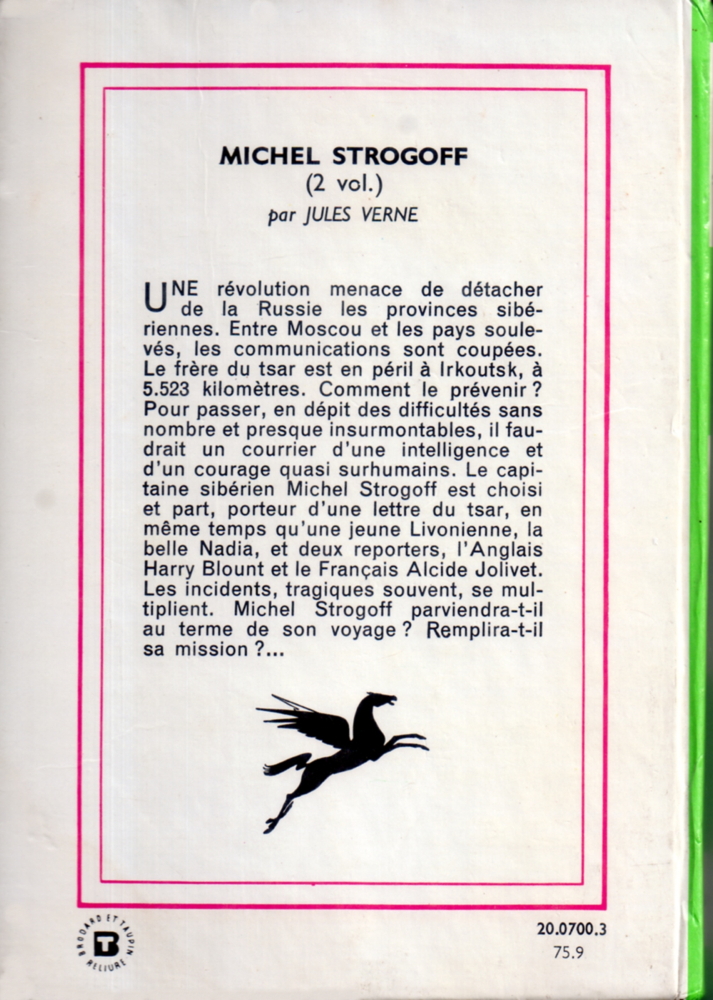 MICHEL STROGOFF
(2 vol.)
par JULES VERNE
UNE révolution menace de détacher
de la Russie les provinces sibé-
riennes. Entre Moscou et les pays soule-
vés, les communications sont coupées.
Le frère du tsar est en péril à Irkoutsk, à
5.523 kilomètres. Comment le prévenir ?
Pour passer, en dépit des difficultés sans
nombre et presque insurmontables, il fau-
drait un courrier d'une intelligence et
d'un courage quasi surhumains. Le capi-
taine sibérien Michel Strogoff est choisi
et part, porteur d'une lettre du tsar, en
même temps qu'une jeune Livonienne, la
belle Nadia, et deux reporters, l'Anglais
Harry Blount et le Français Alcide Jolivet.
Les incidents, tragiques souvent, se mul-
tiplient. Michel Strogoff parviendra-t-il
au terme de son voyage ? Remplira-t-il
sa mission ?...
BRODARD ET TAUPIN
BT
RELIURE
20.0700.3
75.9